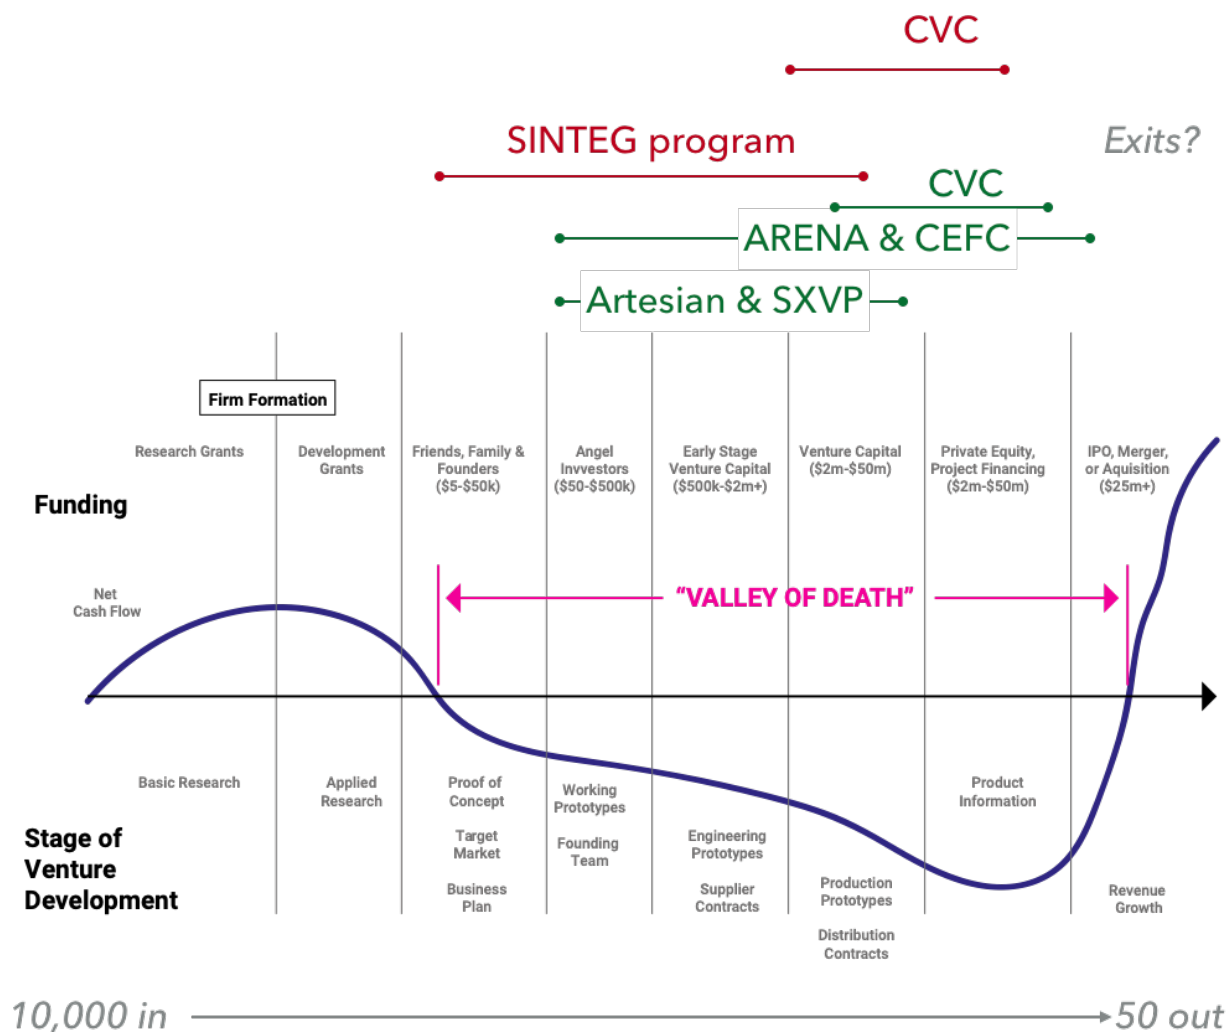 CVC
SINTEG program
Exits?
CVC
ARENA & CEFC
Artesian & SXVP
Firm Formation
Research Grants
Development
Grants
Friends, Family &
Founders
($5-$50k)
Angel
Invvestors
($50-$500k)
Early Stage
Venture Capital
($500k-$2m+)
Venture Capital
($2m-$50m)
Private Equity,
Project Financing
($2m-$50m)
IPO, Merger,
or Aquisition
($25m+)
Funding
Net
Cash Flow
“VALLEY OF DEATH”
Basic Research
Applied
Research
Proof of
Concept
Target
Market
Business
Plan
Working
Prototypes
Founding
Team
Engineering
Prototypes
Supplier
Contracts
Production
Prototypes
Distribution
Contracts
Product
Information
Revenue
Growth
Stage of
Venture
Development
10,000 in
50 out